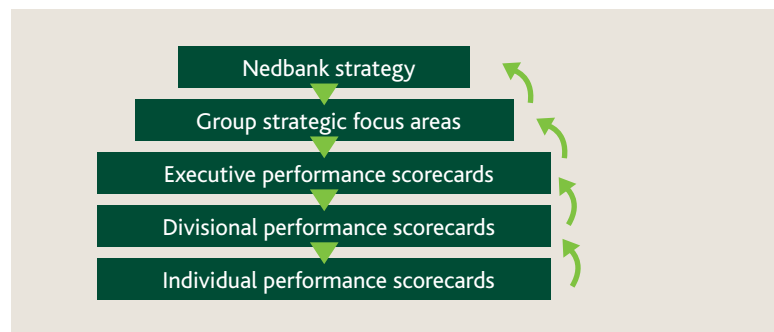 Nedbank strategy
Group strategic focus areas
Executive performance scorecards
Divisional performance scorecards
Individual performance scorecards